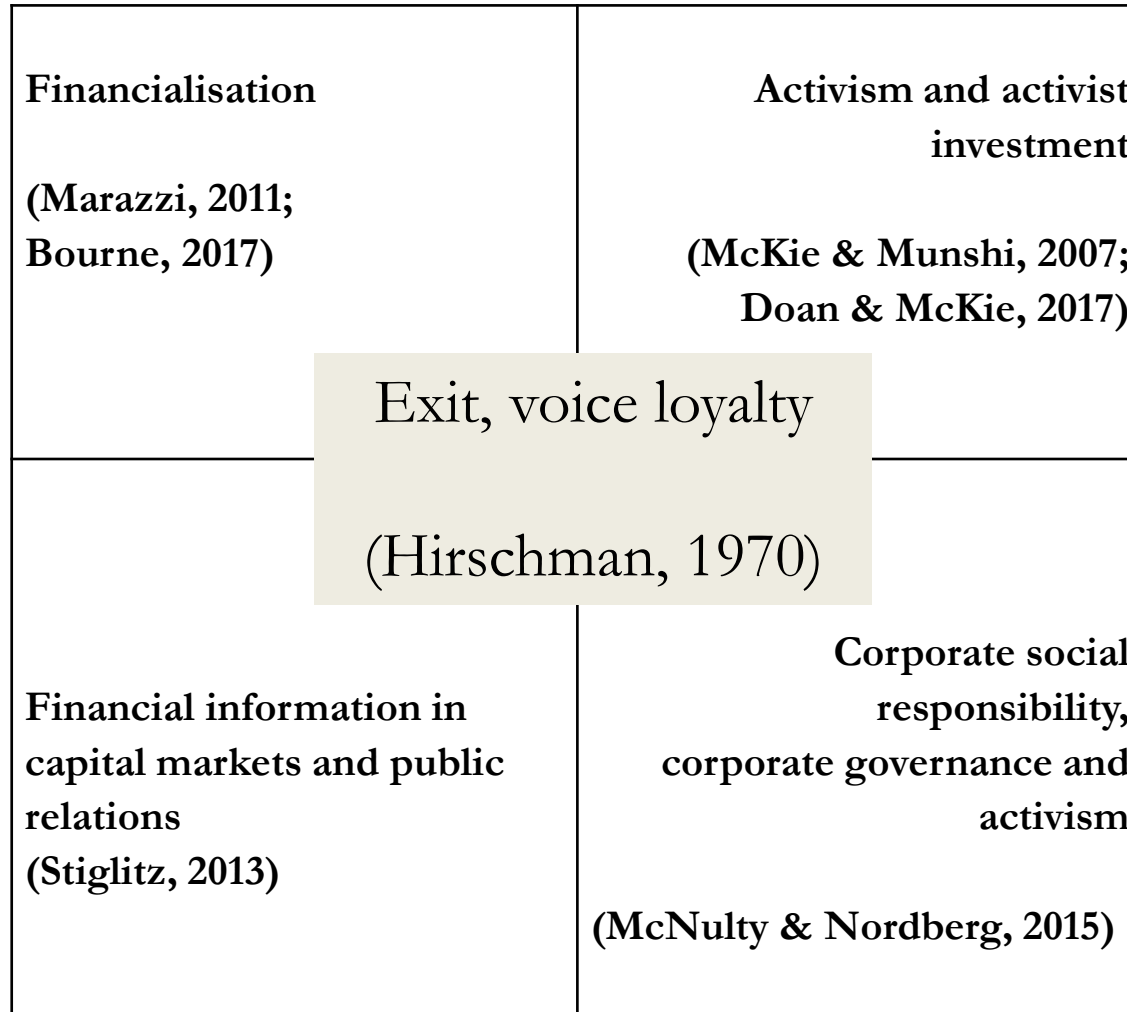 Financialisation
(Marazzi, 2011;
Bourne, 2017)
Activism and activist
investment
(McKie & Munshi, 2007;
Doan & McKie, 2017)
Exit, voice loyalty
(Hirschman, 1970)
Financial information in
capital markets and public
relations
(Stiglitz, 2013)
Corporate social
responsibility,
corporate governance and
activism
(McNulty & Nordberg, 2015)